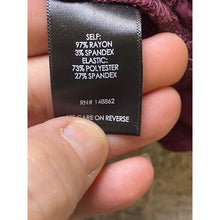 SELF:
97% RAYON
3% SPANDEX
ELASTIC:
73% POLYESTER
27% SPANDEX
RN# 148862
CARE ON REVERSE